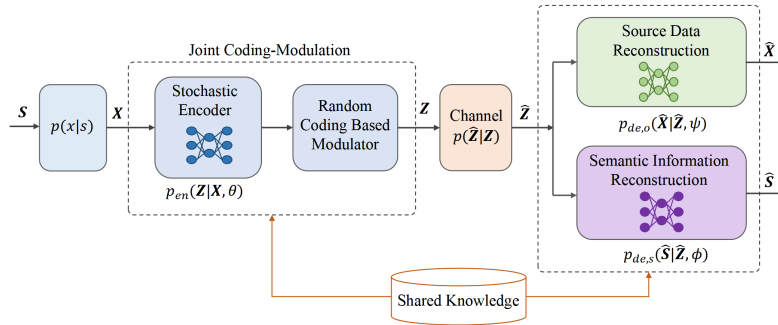 Joint Coding-Modulation
S
p(x|s)
X
Stochastic
Encoder
p_en(Z|X, θ)
Random
Coding Based
Modulator
Z
Channel
p(Ẑ|Z)
Ẑ
Source Data
Reconstruction
X̂
p_de,o(X̂|Ẑ, ψ)
Semantic Information
Reconstruction
Ŝ
p_de,s(Ŝ|Ẑ, ϕ)
Shared Knowledge